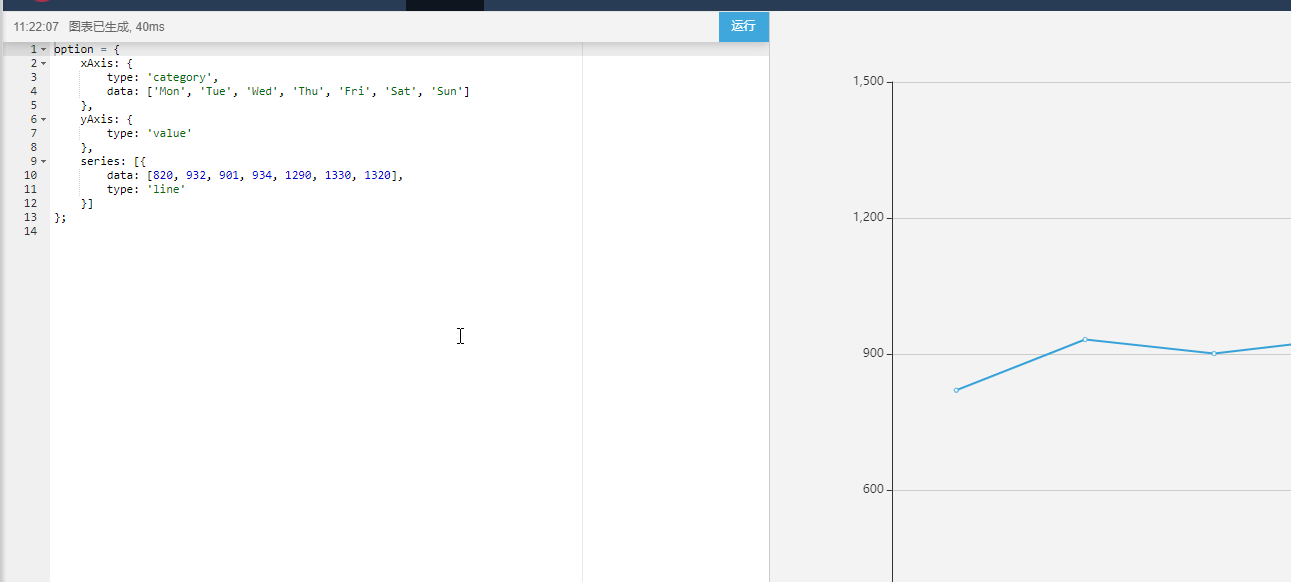 11:22:07 图表已生成, 40ms
运行
1 option = {
2 xAxis: {
3 type: 'category',
4 data: ['Mon', 'Tue', 'Wed', 'Thu', 'Fri', 'Sat', 'Sun']
5 },
6 yAxis: {
7 type: 'value'
8 },
9 series: [{
10 data: [820, 932, 901, 934, 1290, 1330, 1320],
11 type: 'line'
12 }]
13 };
14
1,500
1,200
900
600